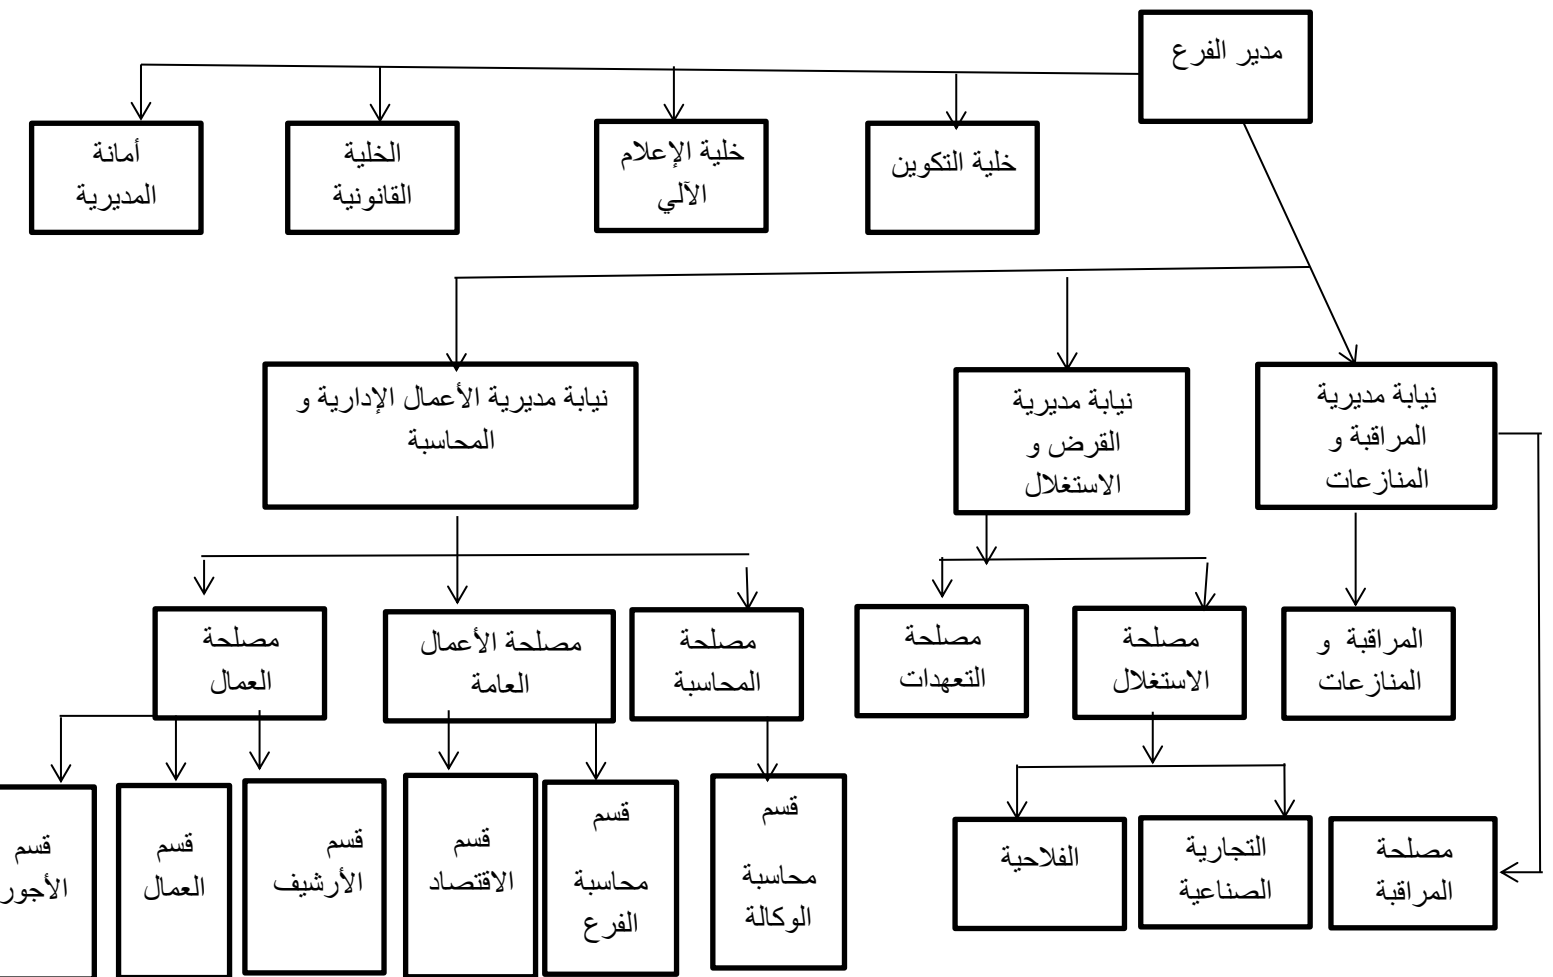 مدير الفرع
خلية التكوين
خلية الإعلام
الآلي
الخلية
القانونية
أمانة
المديرية
نيابة مديرية
المراقبة و
المنازعات
نيابة مديرية
القرض و
الاستغلال
نيابة مديرية الأعمال الإدارية و
المحاسبة
المراقبة و
المنازعات
مصلحة
الاستغلال
مصلحة
التعهدات
مصلحة
المحاسبة
مصلحة الأعمال
العامة
مصلحة
العمال
مصلحة
المراقبة
التجارية
الصناعية
الفلاحية
قسم
محاسبة
الوكالة
قسم
محاسبة
الفرع
قسم
الاقتصاد
قسم
الأرشيف
قسم
العمال
قسم
الأجور